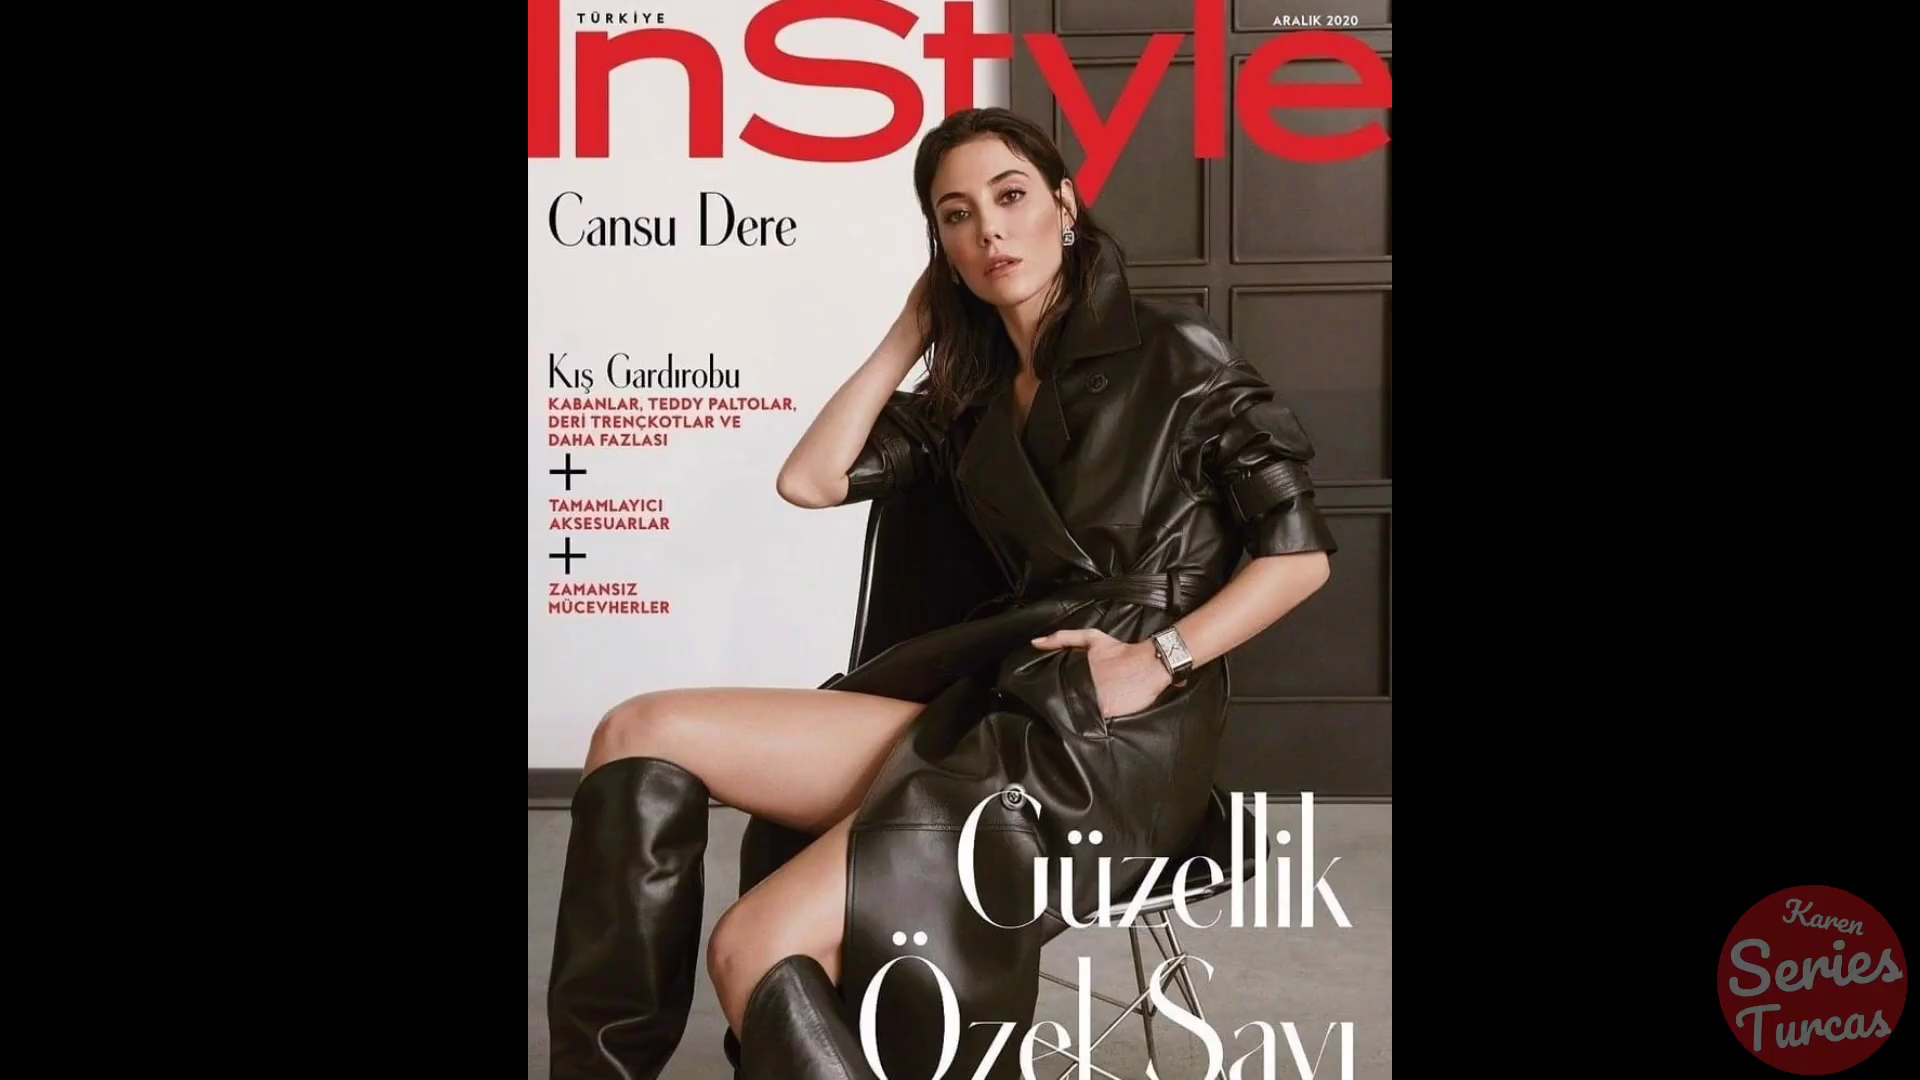 TÜRKİYE
ARALIK 2020
InStyle
Cansu Dere
Kış Gardırobu
KABANLAR, TEDDY PALTOLAR,
DERİ TRENÇKOTLAR VE
DAHA FAZLASI
+
TAMAMLAYICI
AKSESUARLAR
+
ZAMANSIZ
MÜCEVHERLER
Güzellik
Özel Sayı
Karen
Series
Turcas